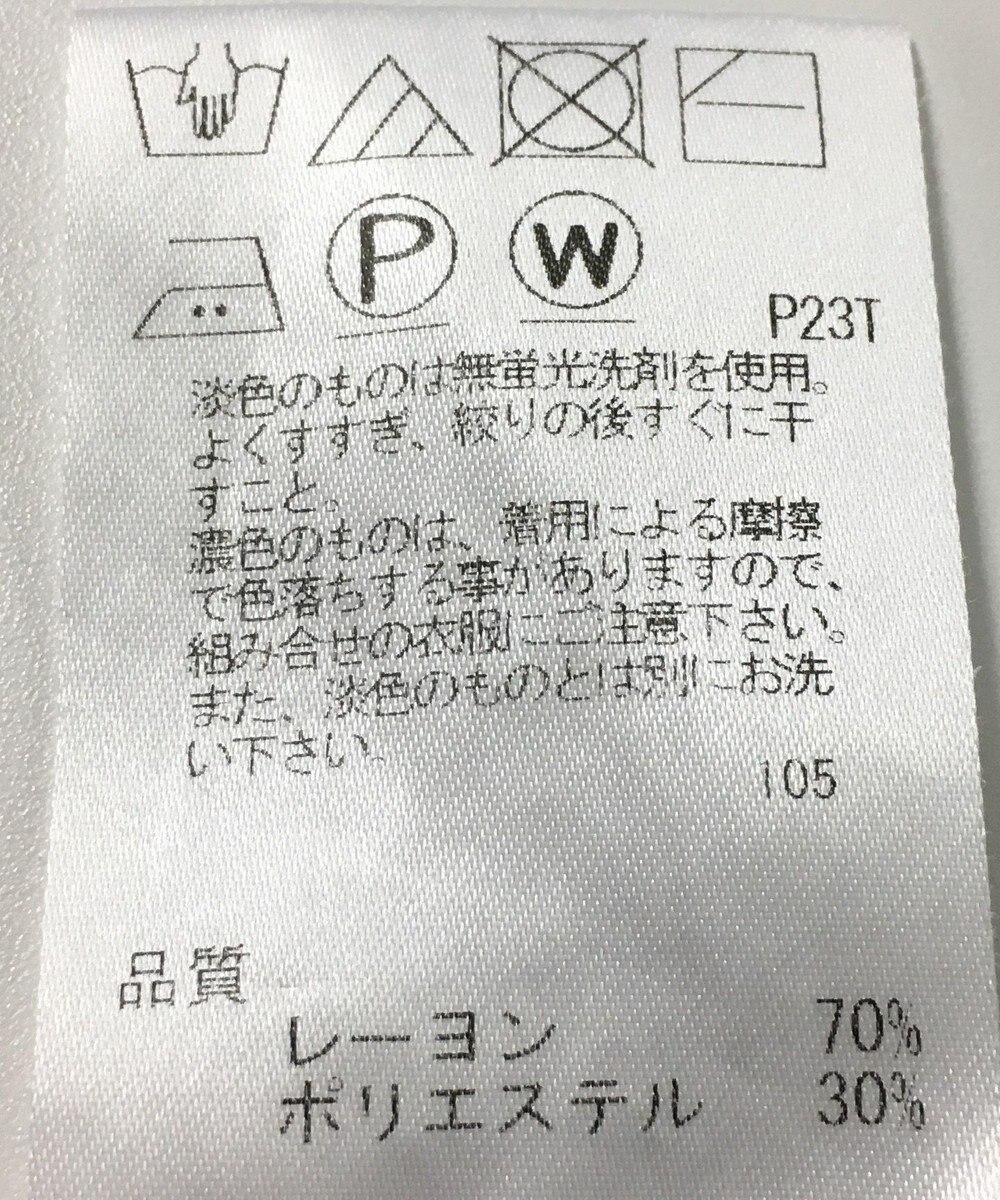 P W
P23T
淡色のものは無蛍光洗剤を使用。
よくすすぎ、絞りの後すぐに干
すこと。
濃色のものは、着用による摩擦
で色落ちする事がありますので、
組み合せの衣服にご注意下さい。
また、淡色のものとは別にお洗
い下さい。
105
品質
レーヨン 70%
ポリエステル 30%